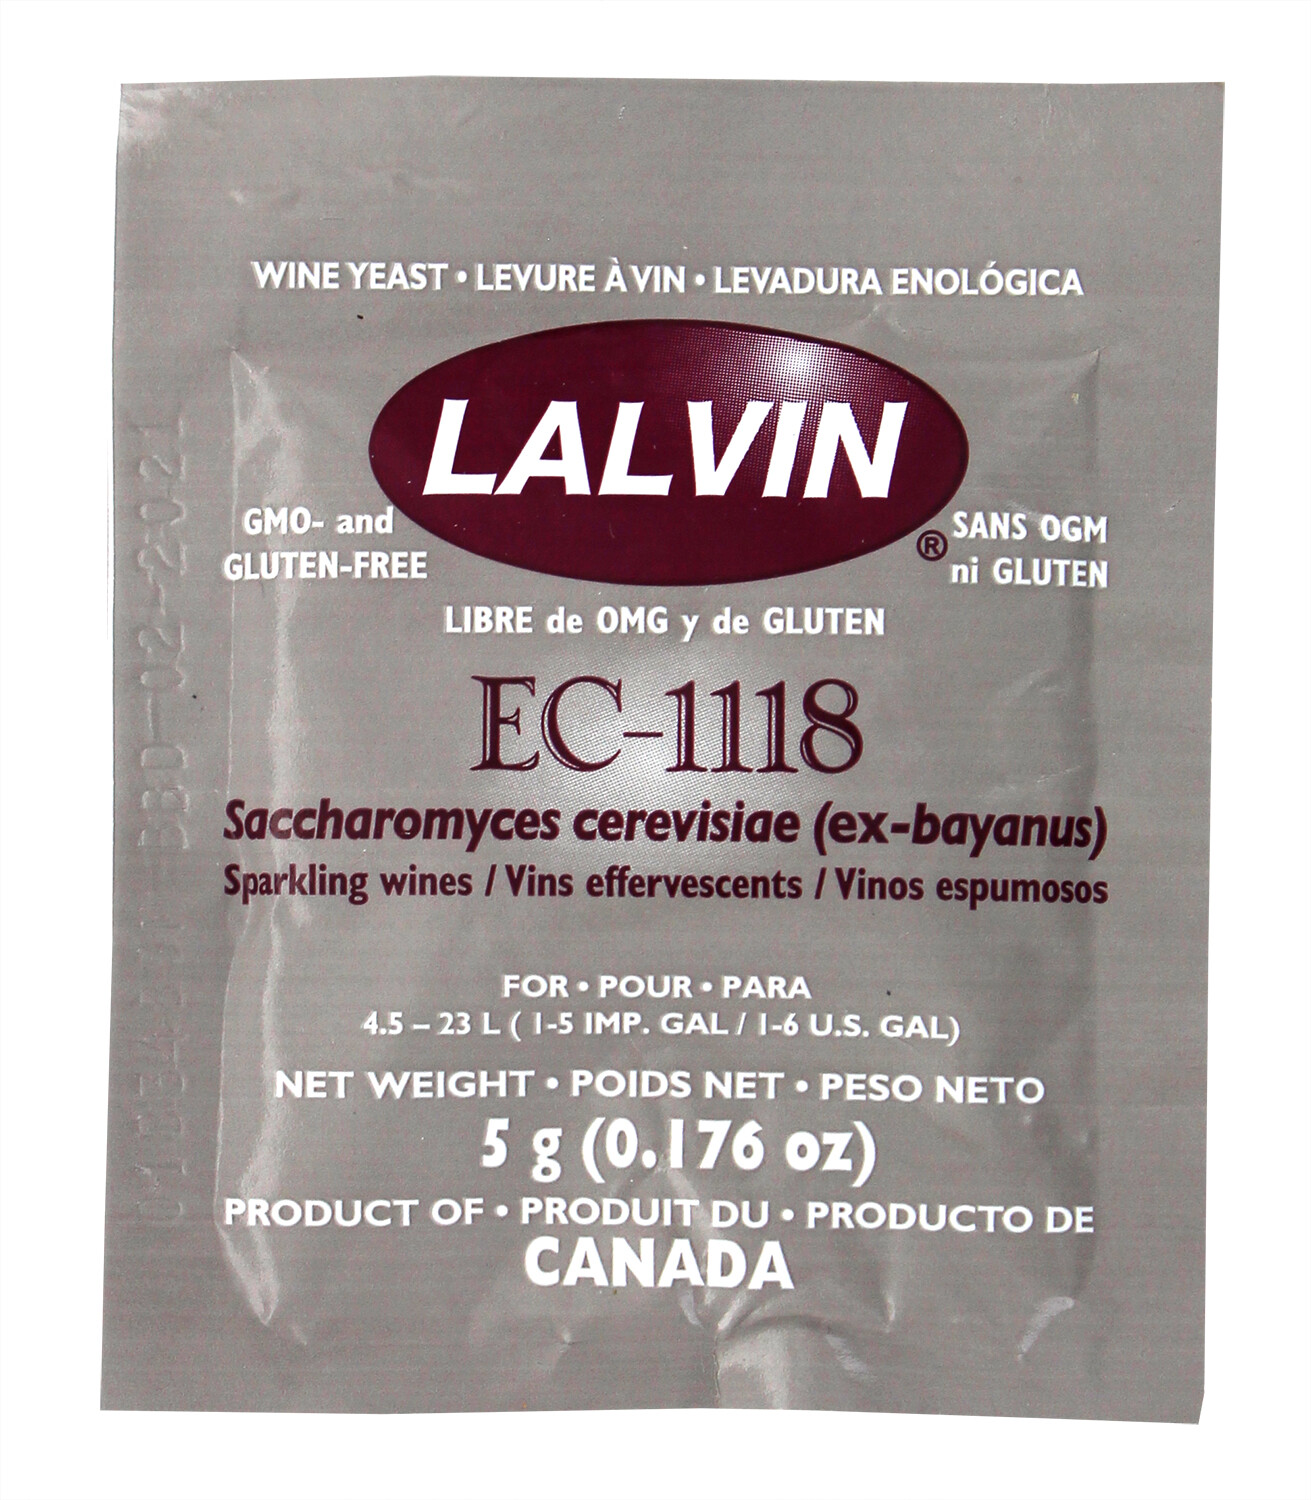 WINE YEAST • LEVURE À VIN • LEVADURA ENOLÓGICA
LALVIN
®
GMO- and
GLUTEN-FREE
SANS OGM
ni GLUTEN
LIBRE de OMG y de GLUTEN
EC-1118
Saccharomyces cerevisiae (ex-bayanus)
Sparkling wines / Vins effervescents / Vinos espumosos
FOR • POUR • PARA
4.5 – 23 L ( 1-5 IMP. GAL / 1-6 U.S. GAL)
NET WEIGHT • POIDS NET • PESO NETO
5 g (0.176 oz)
PRODUCT OF • PRODUIT DU • PRODUCTO DE
CANADA
02-2021